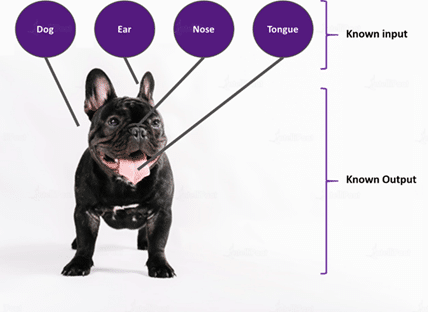 Dog
Ear
Nose
Tongue
Known input
Known Output